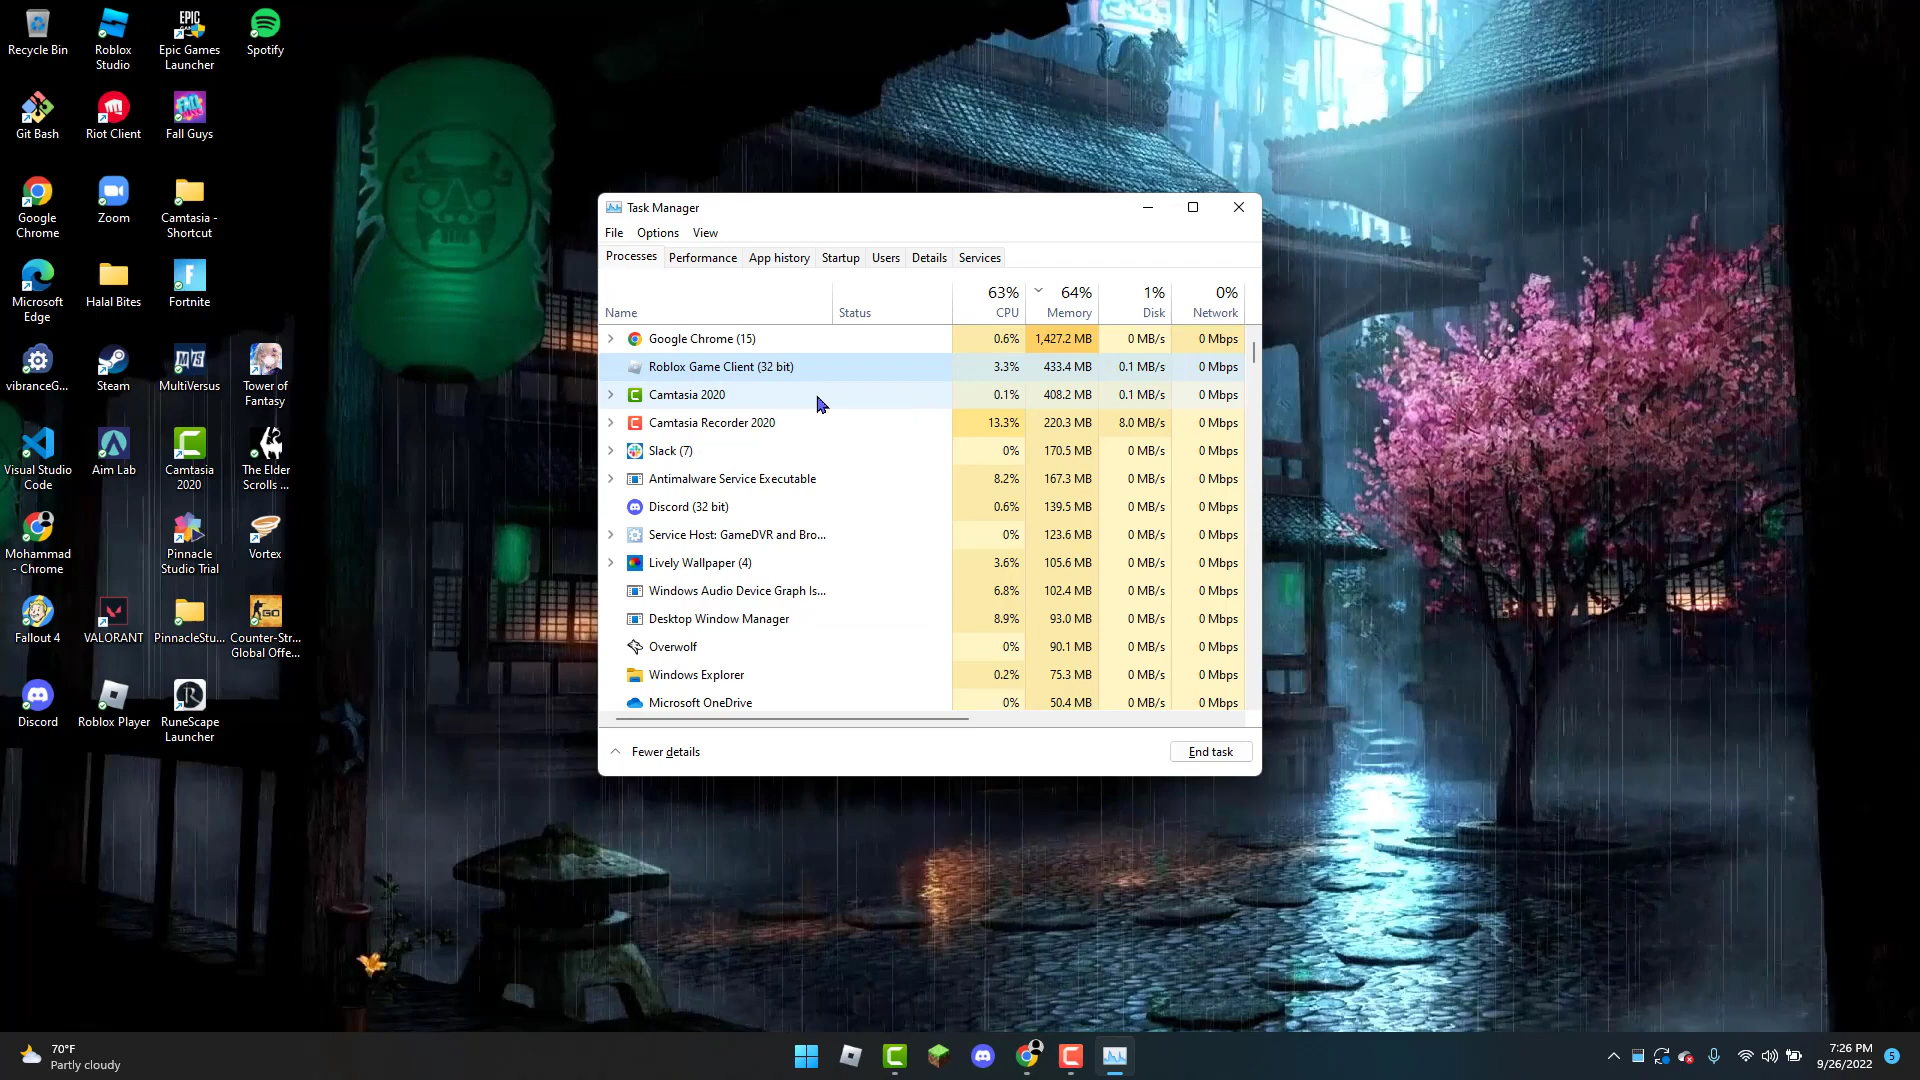 Recycle Bin
Roblox
Studio
Epic Games
Launcher
Spotify
Git Bash
Riot Client
Fall Guys
Google
Chrome
Zoom
Camtasia -
Shortcut
Microsoft
Edge
Halal Bites
Fortnite
vibranceG...
Steam
MultiVersus
Tower of
Fantasy
Visual Studio
Code
Aim Lab
Camtasia
2020
The Elder
Scrolls ...
Mohammad
- Chrome
Pinnacle
Studio Trial
Vortex
Fallout 4
VALORANT
PinnacleStu...
Counter-Str...
Global Offe...
Discord
Roblox Player
RuneScape
Launcher
Task Manager
File Options View
Processes Performance App history Startup Users Details Services
63% 64% 1% 0%
Name Status CPU Memory Disk Network
Google Chrome (15) 0.6% 1,427.2 MB 0 MB/s 0 Mbps
Roblox Game Client (32 bit) 3.3% 433.4 MB 0.1 MB/s 0 Mbps
Camtasia 2020 0.1% 408.2 MB 0.1 MB/s 0 Mbps
Camtasia Recorder 2020 13.3% 220.3 MB 8.0 MB/s 0 Mbps
Slack (7) 0% 170.5 MB 0 MB/s 0 Mbps
Antimalware Service Executable 8.2% 167.3 MB 0 MB/s 0 Mbps
Discord (32 bit) 0.6% 139.5 MB 0 MB/s 0 Mbps
Service Host: GameDVR and Bro... 0% 123.6 MB 0 MB/s 0 Mbps
Lively Wallpaper (4) 3.6% 105.6 MB 0 MB/s 0 Mbps
Windows Audio Device Graph Is... 6.8% 102.4 MB 0 MB/s 0 Mbps
Desktop Window Manager 8.9% 93.0 MB 0 MB/s 0 Mbps
Overwolf 0% 90.1 MB 0 MB/s 0 Mbps
Windows Explorer 0.2% 75.3 MB 0 MB/s 0 Mbps
Microsoft OneDrive 0% 50.4 MB 0 MB/s 0 Mbps
Fewer details
End task
70°F
Partly cloudy
7:26 PM
9/26/2022
5